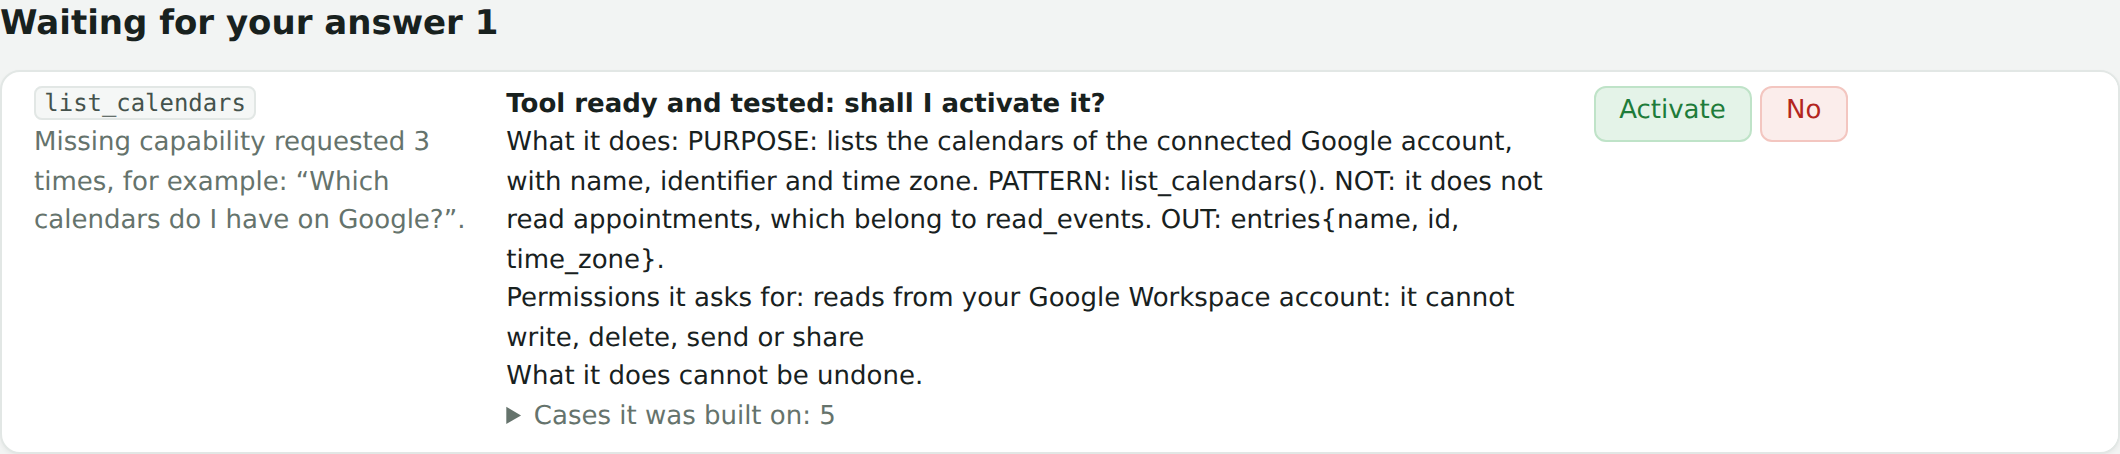 Waiting for your answer 1
list_calendars
Missing capability requested 3
times, for example: “Which
calendars do I have on Google?”.
Tool ready and tested: shall I activate it?
What it does: PURPOSE: lists the calendars of the connected Google account,
with name, identifier and time zone. PATTERN: list_calendars(). NOT: it does not
read appointments, which belong to read_events. OUT: entries{name, id,
time_zone}.
Permissions it asks for: reads from your Google Workspace account: it cannot
write, delete, send or share
What it does cannot be undone.
▶ Cases it was built on: 5
Activate
No